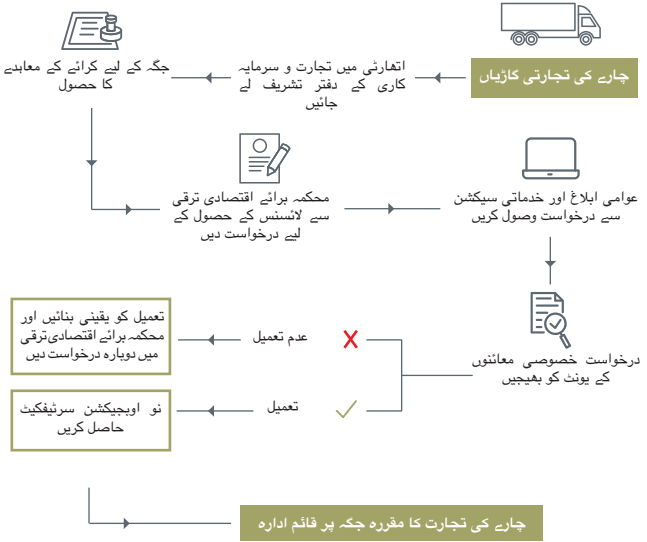 چارے کی تجارتی گاڑیاں
اتھارٹی میں تجارت و سرمایہ
کاری کے دفتر تشریف لے
جائیں
جگہ کے لیے کرائے کے معاہدے
کا حصول
محکمہ برائے اقتصادی ترقی
سے لائسنس کے حصول کے
لیے درخواست دیں
عوامی ابلاغ اور خدماتی سیکشن
سے درخواست وصول کریں
درخواست خصوصی معائنوں
کے یونٹ کو بھیجیں
عدم تعمیل
تعمیل کو یقینی بنائیں اور
محکمہ برائے اقتصادی ترقی
میں دوبارہ درخواست دیں
تعمیل
نو اوبجیکشن سرٹیفکیٹ
حاصل کریں
چارے کی تجارت کا مقررہ جگہ پر قائم ادارہ